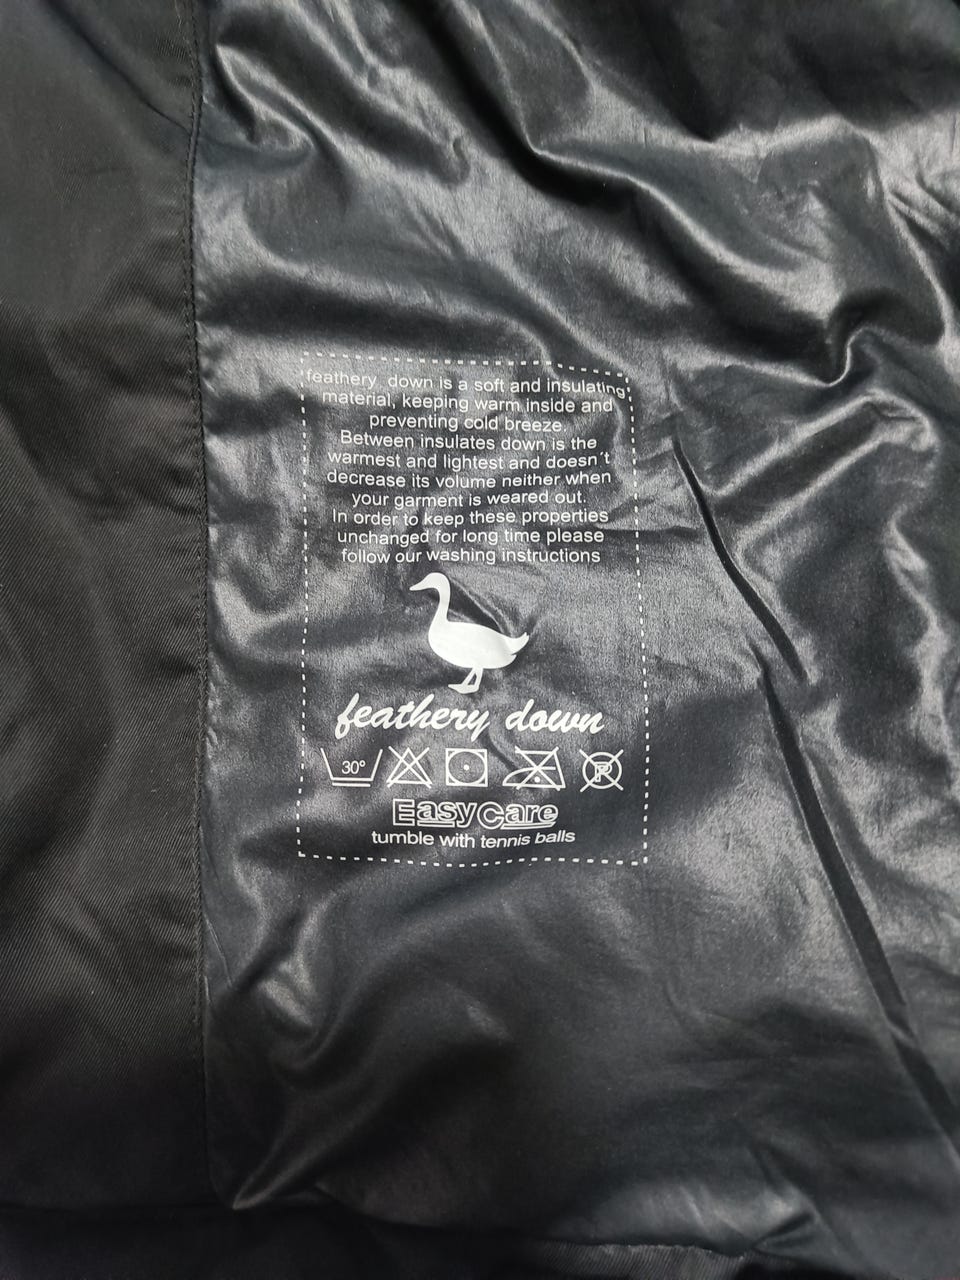 feathery down is a soft and insulating
material, keeping warm inside and
preventing cold breeze.
Between insulates down is the
warmest and lightest and doesn´t
decrease its volume neither when
your garment is weared out.
In order to keep these properties
unchanged for long time please
follow our washing instructions
feathery down
30° P
EasyCare
tumble with tennis balls